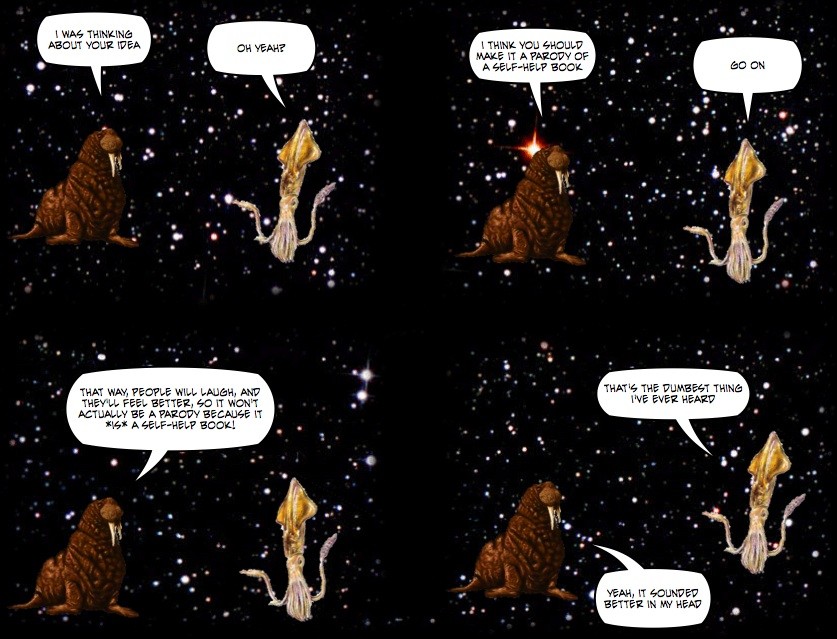 I WAS THINKING
ABOUT YOUR IDEA
OH YEAH?
I THINK YOU SHOULD
MAKE IT A PARODY OF
A SELF-HELP BOOK
GO ON
THAT WAY, PEOPLE WILL LAUGH, AND
THEY'LL FEEL BETTER, SO IT WON'T
ACTUALLY BE A PARODY BECAUSE IT
*IS* A SELF-HELP BOOK!
THAT'S THE DUMBEST THING
I'VE EVER HEARD
YEAH, IT SOUNDED
BETTER IN MY HEAD